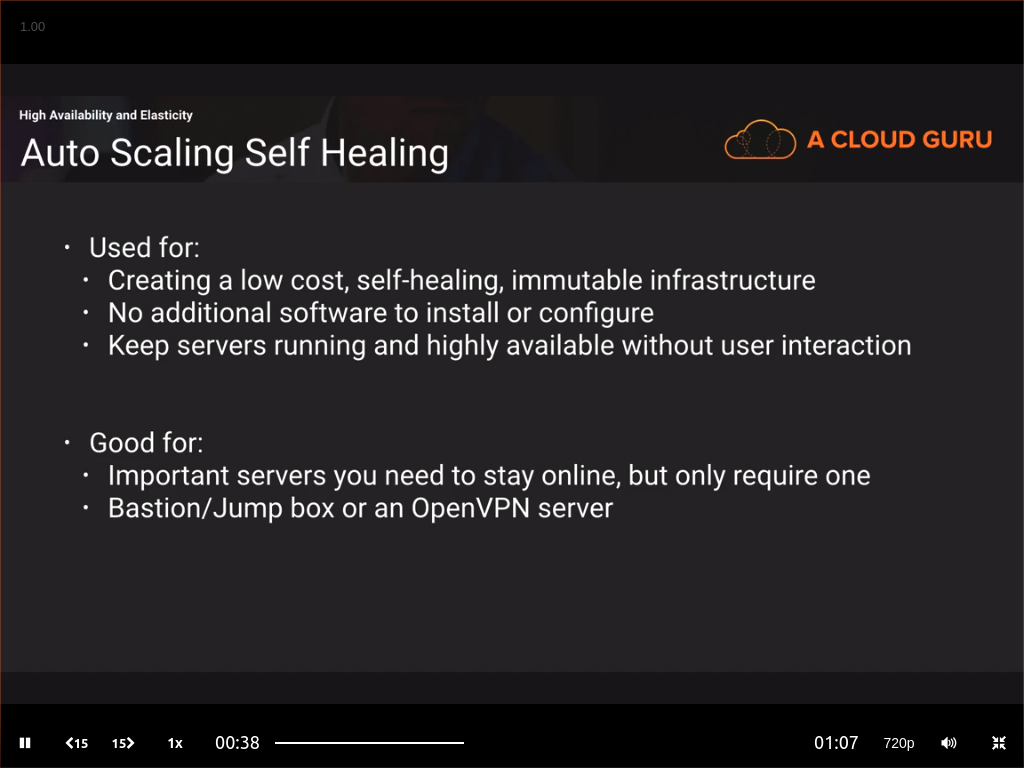 1.00
High Availability and Elasticity
Auto Scaling Self Healing
A CLOUD GURU
• Used for:
• Creating a low cost, self-healing, immutable infrastructure
• No additional software to install or configure
• Keep servers running and highly available without user interaction
• Good for:
• Important servers you need to stay online, but only require one
• Bastion/Jump box or an OpenVPN server
15 15 1x 00:38 01:07 720p